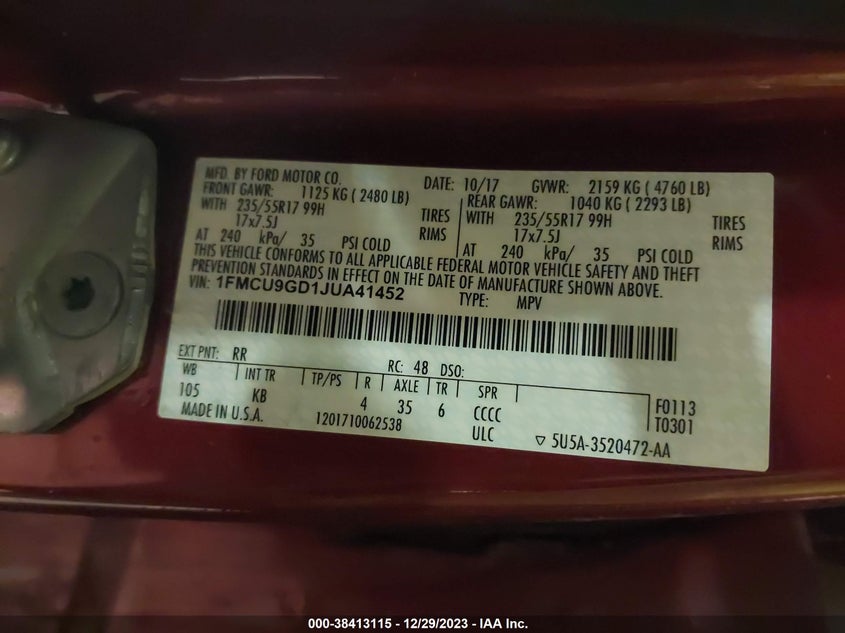 MFD. BY FORD MOTOR CO. DATE: 10/17 GVWR: 2159 KG ( 4760 LB)
FRONT GAWR: 1125 KG ( 2480 LB) REAR GAWR: 1040 KG ( 2293 LB)
WITH 235/55R17 99H TIRES WITH 235/55R17 99H TIRES
17x7.5J RIMS 17x7.5J RIMS
AT 240 kPa/ 35 PSI COLD AT 240 kPa/ 35 PSI COLD
THIS VEHICLE CONFORMS TO ALL APPLICABLE FEDERAL MOTOR VEHICLE SAFETY AND THEFT
PREVENTION STANDARDS IN EFFECT ON THE DATE OF MANUFACTURE SHOWN ABOVE.
VIN: 1FMCU9GD1JUA41452 TYPE: MPV
EXT PNT: RR RC: 48 DSO:
WB INT TR TP/PS R AXLE TR SPR F0113
105 KB 4 35 6 CCCC T0301
MADE IN U.S.A. 1201710062538 ULC ▽ 5U5A-3520472-AA
000-38413115 - 12/29/2023 - IAA Inc.